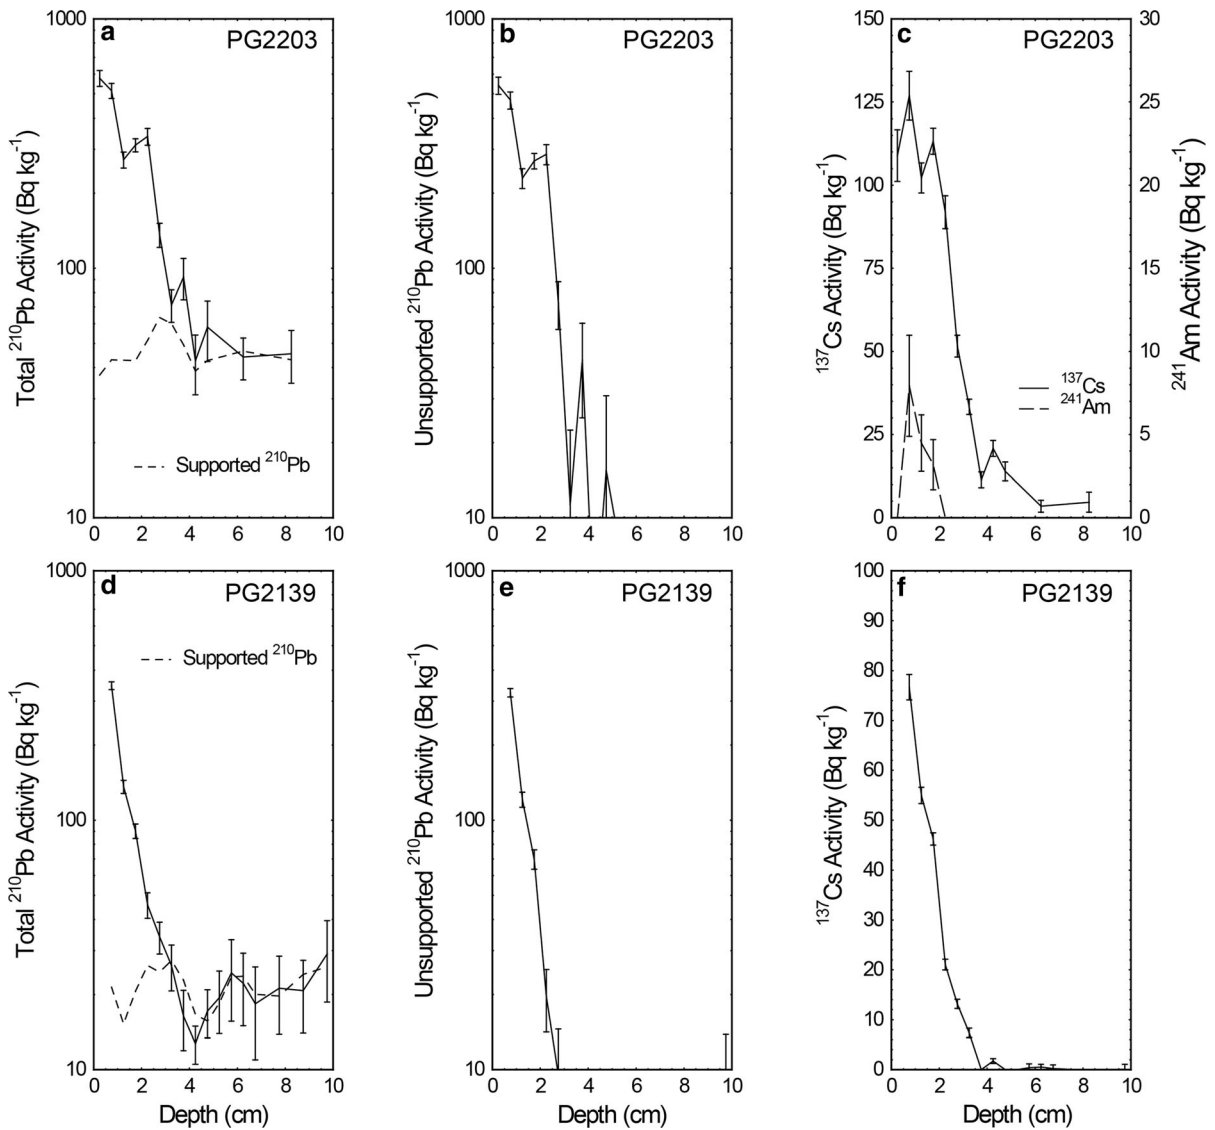 a
PG2203
1000
100
10
0 2 4 6 8 10
Total ²¹⁰Pb Activity (Bq kg⁻¹)
Supported ²¹⁰Pb
b
PG2203
1000
100
10
0 2 4 6 8 10
Unsupported ²¹⁰Pb Activity (Bq kg⁻¹)
c
PG2203
150
125
100
75
50
25
0
0 2 4 6 8 10
¹³⁷Cs Activity (Bq kg⁻¹)
30
25
20
15
10
5
0
²⁴¹Am Activity (Bq kg⁻¹)
¹³⁷Cs
²⁴¹Am
d
PG2139
1000
100
10
0 2 4 6 8 10
Total ²¹⁰Pb Activity (Bq kg⁻¹)
Supported ²¹⁰Pb
Depth (cm)
e
PG2139
1000
100
10
0 2 4 6 8 10
Unsupported ²¹⁰Pb Activity (Bq kg⁻¹)
Depth (cm)
f
PG2139
100
90
80
70
60
50
40
30
20
10
0
0 2 4 6 8 10
¹³⁷Cs Activity (Bq kg⁻¹)
Depth (cm)